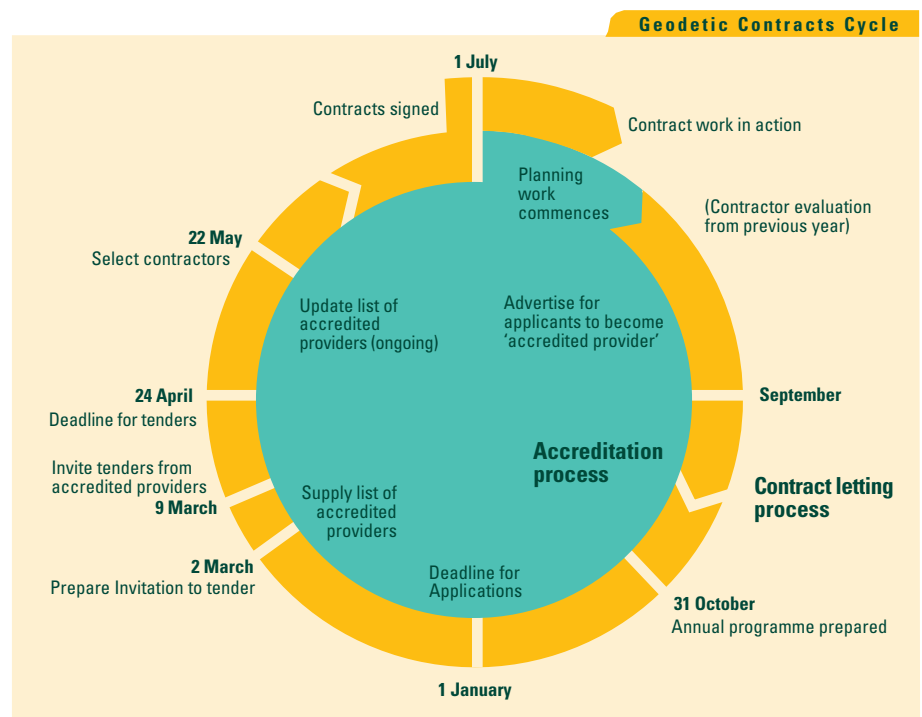 Geodetic Contracts Cycle
1 July
Contracts signed
Contract work in action
Planning
work
commences
(Contractor evaluation
from previous year)
22 May
Select contractors
Update list of
accredited
providers (ongoing)
Advertise for
applicants to become
‘accredited provider’
24 April
Deadline for tenders
September
Accreditation
process
Invite tenders from
accredited providers
9 March
Supply list of
accredited
providers
Contract letting
process
2 March
Prepare Invitation to tender
Deadline for
Applications
31 October
Annual programme prepared
1 January